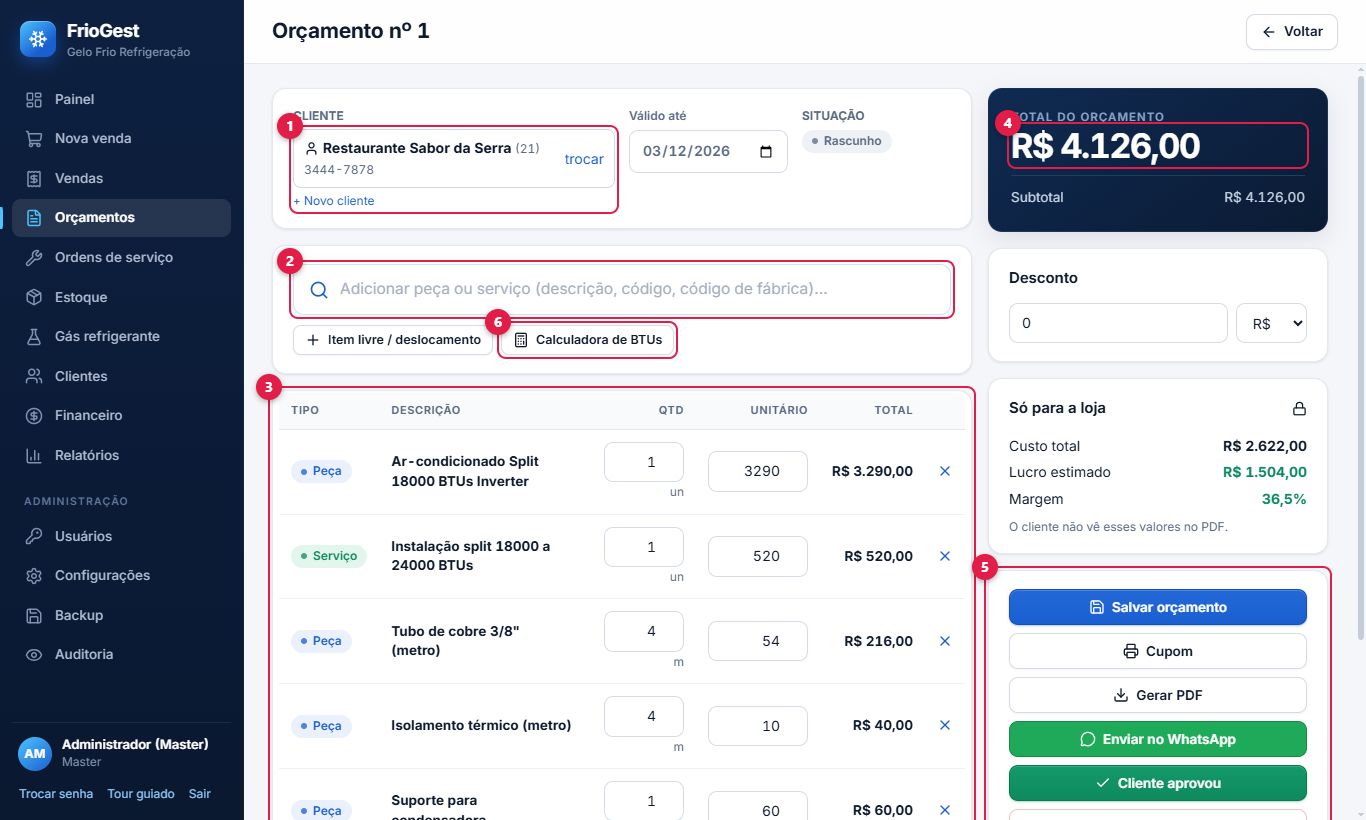 FrioGest
Gelo Frio Refrigeração
Painel
Nova venda
Vendas
Orçamentos
Ordens de serviço
Estoque
Gás refrigerante
Clientes
Financeiro
Relatórios
ADMINISTRAÇÃO
Usuários
Configurações
Backup
Auditoria
AM
Administrador (Master)
Master
Trocar senha Tour guiado Sair
Orçamento nº 1
Voltar
1
CLIENTE
Restaurante Sabor da Serra (21)
3444-7878
trocar
+ Novo cliente
Válido até
03/12/2026
SITUAÇÃO
Rascunho
2
Adicionar peça ou serviço (descrição, código, código de fábrica)...
Item livre / deslocamento
6
Calculadora de BTUs
3
TIPO DESCRIÇÃO QTD UNITÁRIO TOTAL
Peça
Ar-condicionado Split
18000 BTUs Inverter
1
un
3290
R$ 3.290,00
Serviço
Instalação split 18000 a
24000 BTUs
1
un
520
R$ 520,00
Peça
Tubo de cobre 3/8"
(metro)
4
m
54
R$ 216,00
Peça
Isolamento térmico (metro)
4
m
10
R$ 40,00
Peça
Suporte para
condensadora
1
60
R$ 60,00
4
TOTAL DO ORÇAMENTO
R$ 4.126,00
Subtotal R$ 4.126,00
Desconto
0
R$
Só para a loja
Custo total R$ 2.622,00
Lucro estimado R$ 1.504,00
Margem 36,5%
O cliente não vê esses valores no PDF.
5
Salvar orçamento
Cupom
Gerar PDF
Enviar no WhatsApp
Cliente aprovou